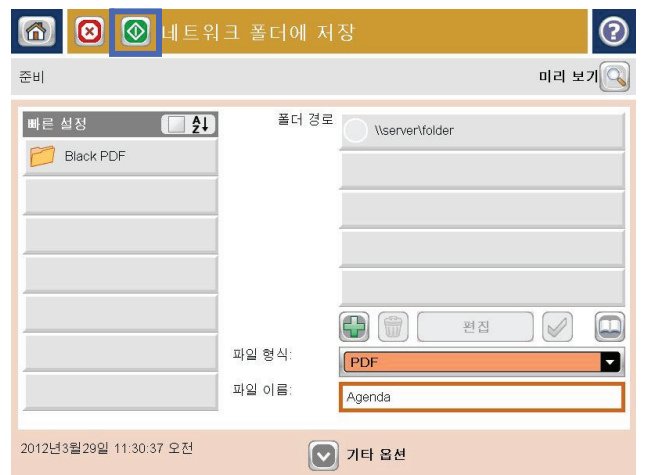 네트워크 폴더에 저장
준비
미리 보기
빠른 설정
A
Z
폴더 경로
\\server\folder
Black PDF
편집
파일 형식:
PDF
파일 이름:
Agenda
2012년3월29일 11:30:37 오전
기타 옵션